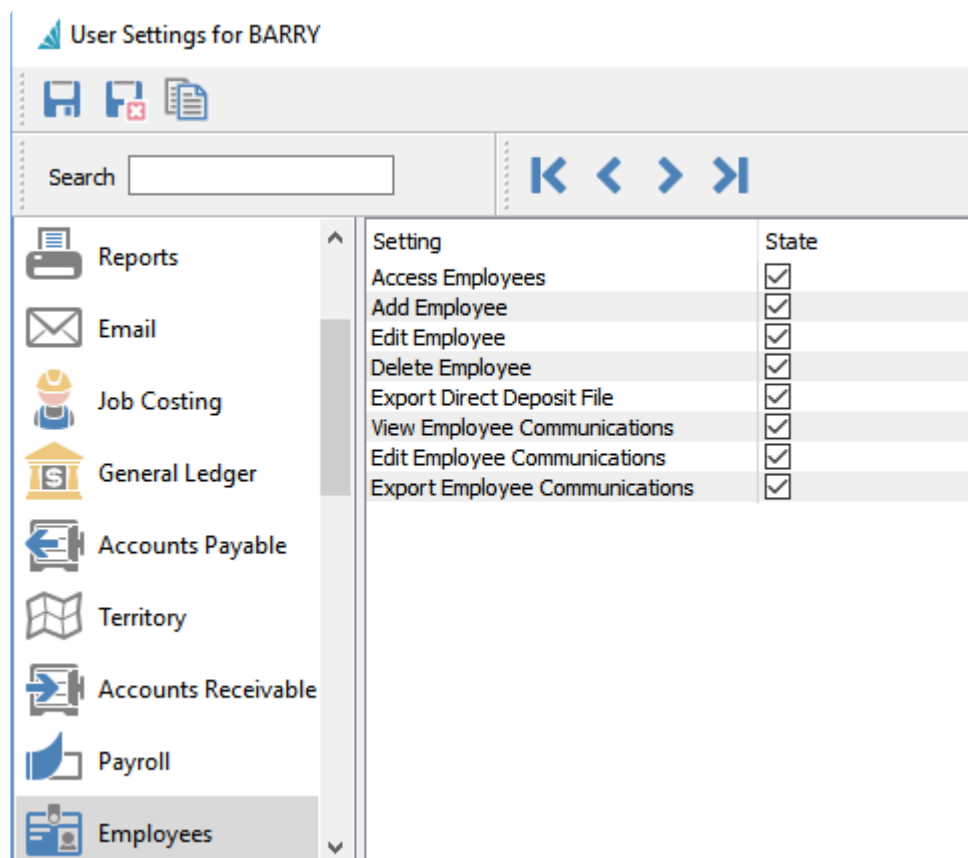 User Settings for BARRY
Search
Reports
Email
Job Costing
General Ledger
Accounts Payable
Territory
Accounts Receivable
Payroll
Employees
Setting State
Access Employees
Add Employee
Edit Employee
Delete Employee
Export Direct Deposit File
View Employee Communications
Edit Employee Communications
Export Employee Communications